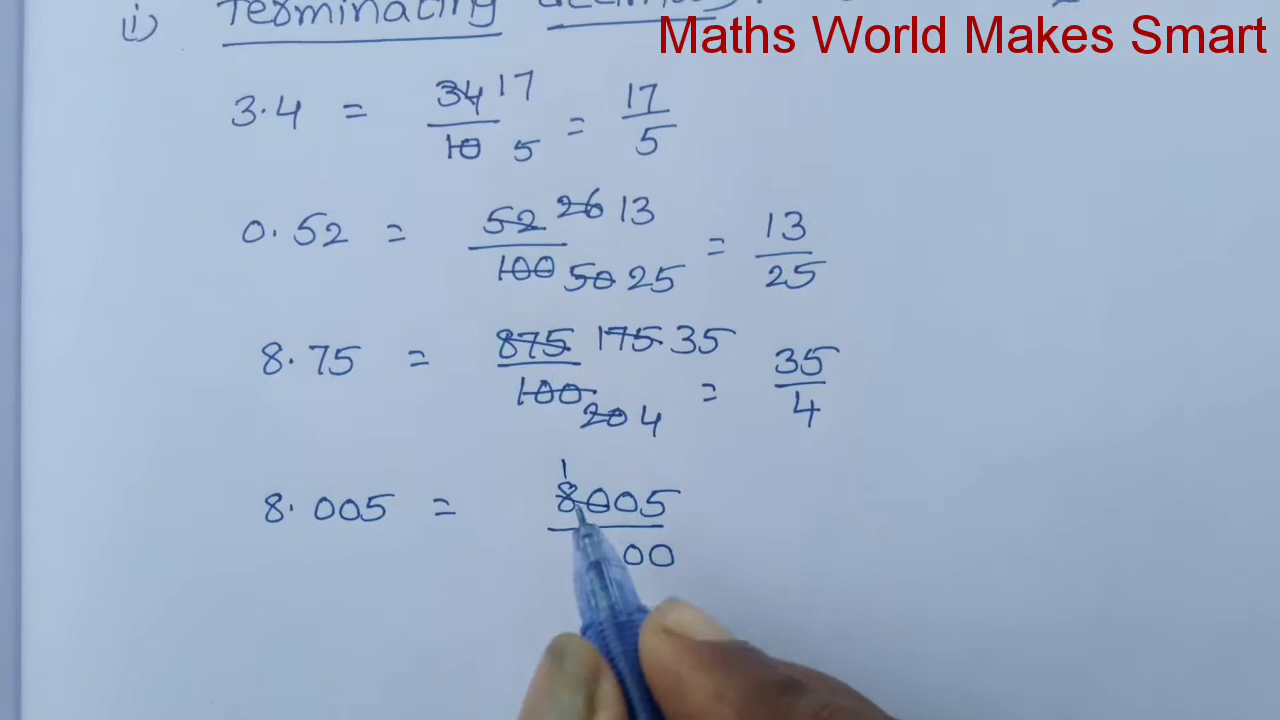 i) Terminating
Maths World Makes Smart
3.4 = 34/10 17 5 = 17/5
0.52 = 52/100 26 13 50 25 = 13/25
8.75 = 875/100 175 35 20 4 = 35/4
1
8.005 = 8005/ 00